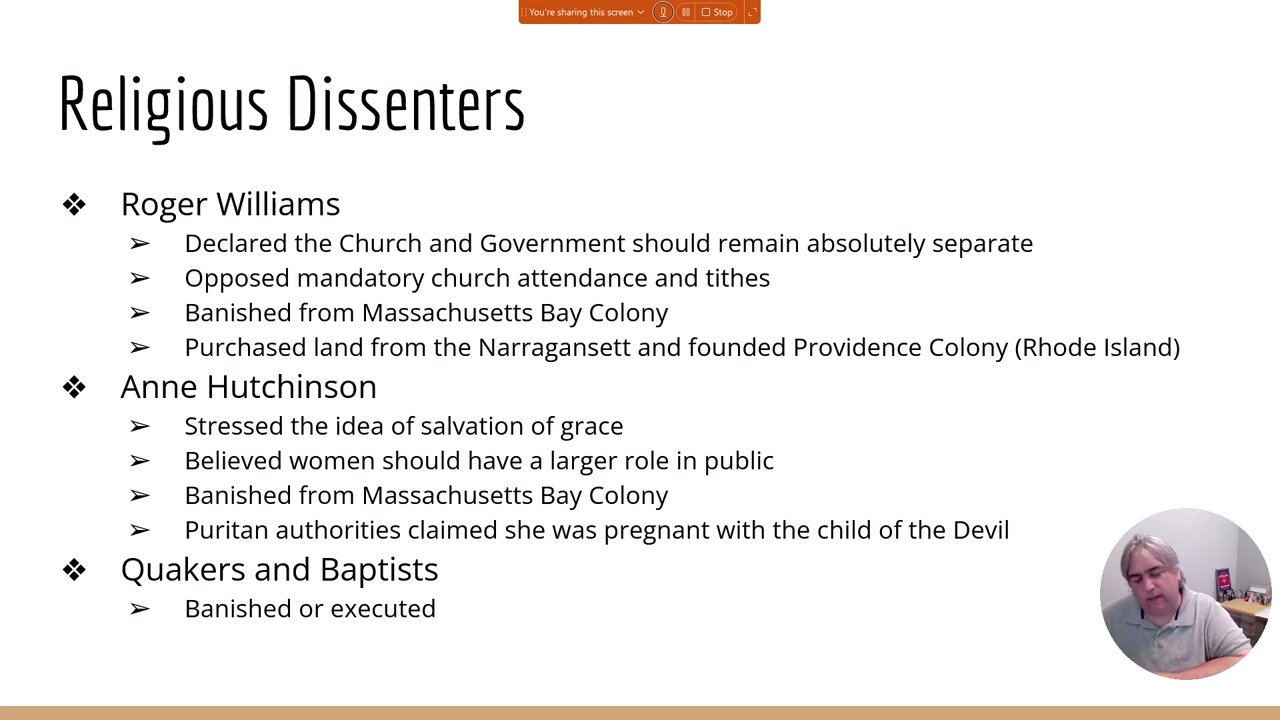 You're sharing this screen
Stop
Religious Dissenters
❖ Roger Williams
➢ Declared the Church and Government should remain absolutely separate
➢ Opposed mandatory church attendance and tithes
➢ Banished from Massachusetts Bay Colony
➢ Purchased land from the Narragansett and founded Providence Colony (Rhode Island)
❖ Anne Hutchinson
➢ Stressed the idea of salvation of grace
➢ Believed women should have a larger role in public
➢ Banished from Massachusetts Bay Colony
➢ Puritan authorities claimed she was pregnant with the child of the Devil
❖ Quakers and Baptists
➢ Banished or executed